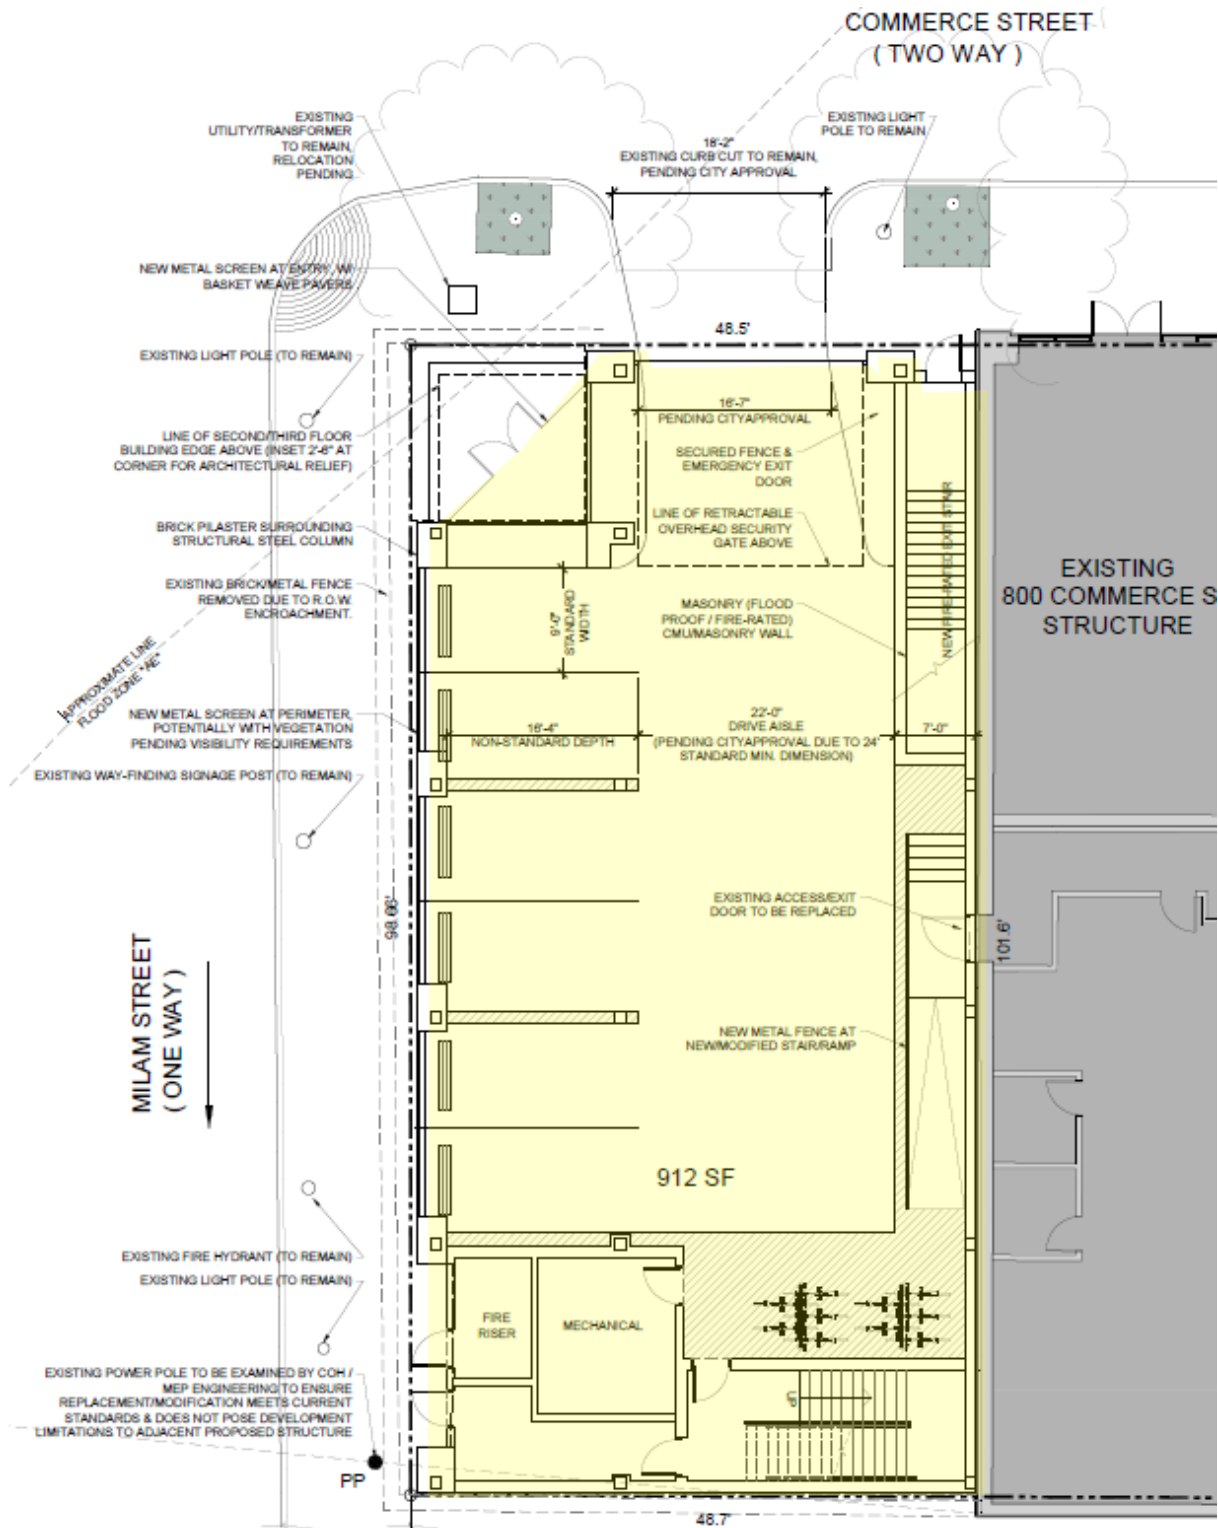 COMMERCE STREET
( TWO WAY )
EXISTING
UTILITY/TRANSFORMER
TO REMAIN,
RELOCATION
PENDING
EXISTING LIGHT
POLE TO REMAIN
18'-2"
EXISTING CURB CUT TO REMAIN,
PENDING CITY APPROVAL
NEW METAL SCREEN AT ENTRY, W/
BASKET WEAVE PAVERS
48.5'
EXISTING LIGHT POLE (TO REMAIN)
16'-7"
PENDING CITY APPROVAL
LINE OF SECOND/THIRD FLOOR
BUILDING EDGE ABOVE (INSET 2'-6" AT
CORNER FOR ARCHITECTURAL RELIEF)
SECURED FENCE &
EMERGENCY EXIT
DOOR
LINE OF RETRACTABLE
OVERHEAD SECURITY
GATE ABOVE
NEW FIRE-RATED EXIT STAIR
BRICK PILASTER SURROUNDING
STRUCTURAL STEEL COLUMN
EXISTING
800 COMMERCE S
STRUCTURE
EXISTING BRICK/METAL FENCE
REMOVED DUE TO R.O.W.
ENCROACHMENT.
9'-0"
STANDARD
WIDTH
MASONRY (FLOOD
PROOF / FIRE-RATED)
CMU/MASONRY WALL
APPROXIMATE LINE
FLOOD ZONE "AE"
NEW METAL SCREEN AT PERIMETER,
POTENTIALLY WITH VEGETATION
PENDING VISIBILITY REQUIREMENTS
16'-4"
NON-STANDARD DEPTH
22'-0"
DRIVE AISLE
(PENDING CITY APPROVAL DUE TO 24'
STANDARD MIN. DIMENSION)
7'-0"
EXISTING WAY-FINDING SIGNAGE POST (TO REMAIN)
EXISTING ACCESS/EXIT
DOOR TO BE REPLACED
98.66'
101.6'
MILAM STREET
( ONE WAY )
NEW METAL FENCE AT
NEW/MODIFIED STAIR/RAMP
912 SF
EXISTING FIRE HYDRANT (TO REMAIN)
EXISTING LIGHT POLE (TO REMAIN)
FIRE
RISER
MECHANICAL
EXISTING POWER POLE TO BE EXAMINED BY COH /
MEP ENGINEERING TO ENSURE
REPLACEMENT/MODIFICATION MEETS CURRENT
STANDARDS & DOES NOT POSE DEVELOPMENT
LIMITATIONS TO ADJACENT PROPOSED STRUCTURE
UP
PP
48.7'